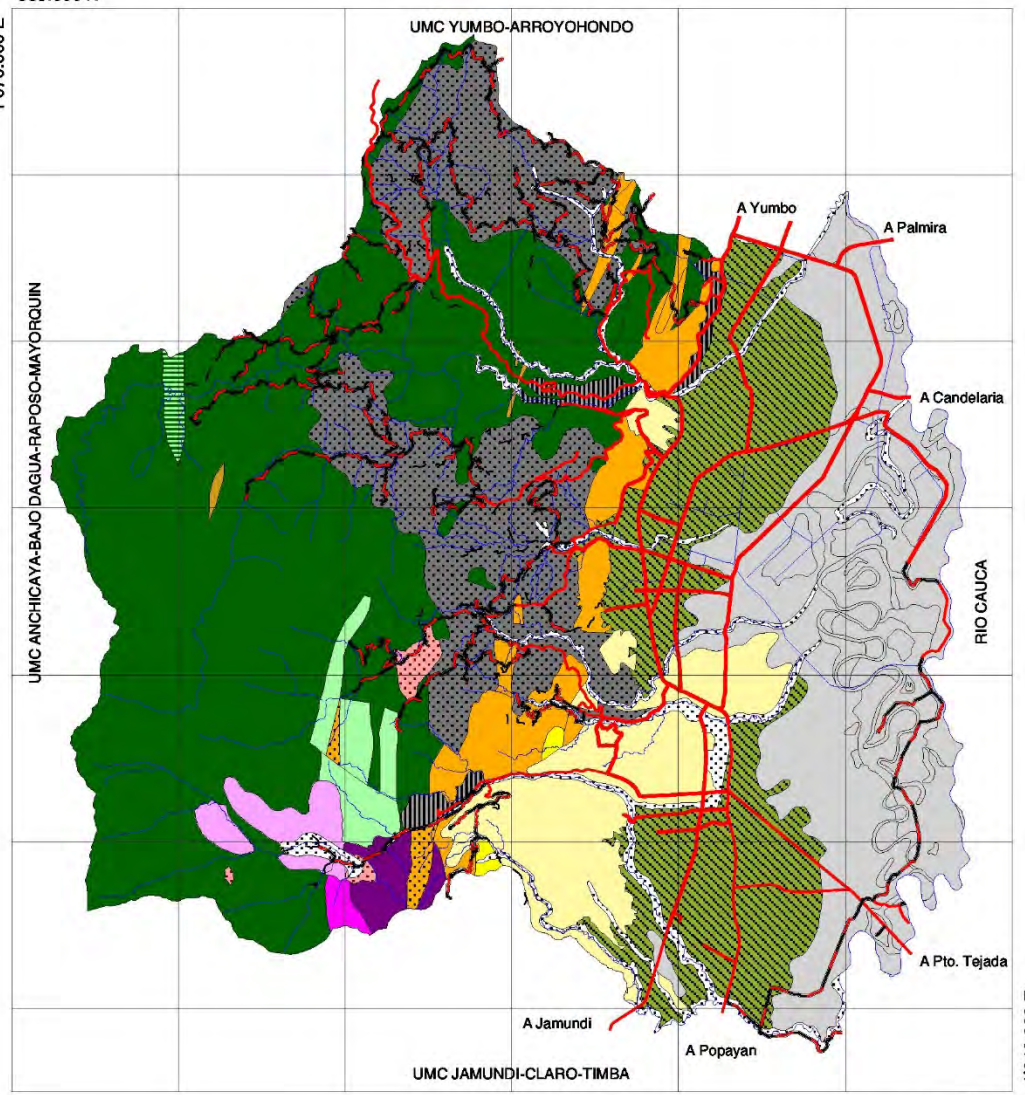 UMC YUMBO-ARROYOHONDO
A Yumbo
A Palmira
UMC ANCHICAYA-BAJO DAGUA-RAPOSO-MAYORQUIN
A Candelaria
RIO CAUCA
A Pto. Tejada
A Jamundi
A Popayan
UMC JAMUNDI-CLARO-TIMBA